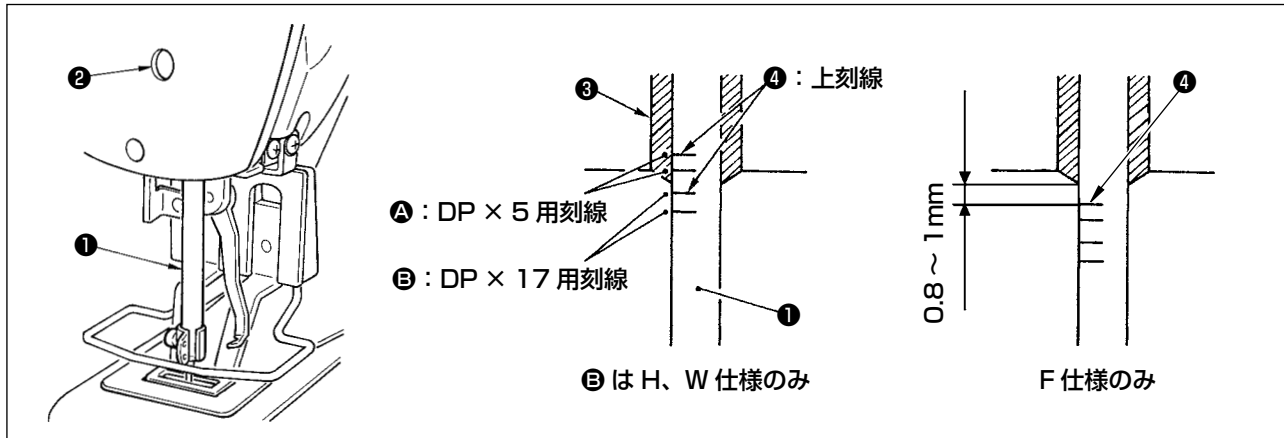 ❷
❶
❸
❹：上刻線
Ⓐ：DP × 5 用刻線
Ⓑ：DP × 17 用刻線
❶
Ⓑ は H、W 仕様のみ
❹
0.8 ～ 1mm
F 仕様のみ